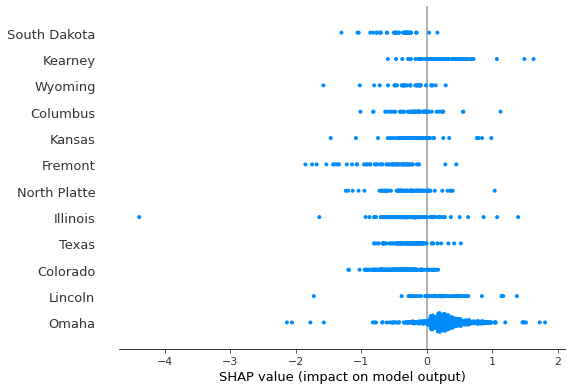 South Dakota
Kearney
Wyoming
Columbus
Kansas
Fremont
North Platte
Illinois
Texas
Colorado
Lincoln
Omaha
−4 −3 −2 −1 0 1 2
SHAP value (impact on model output)